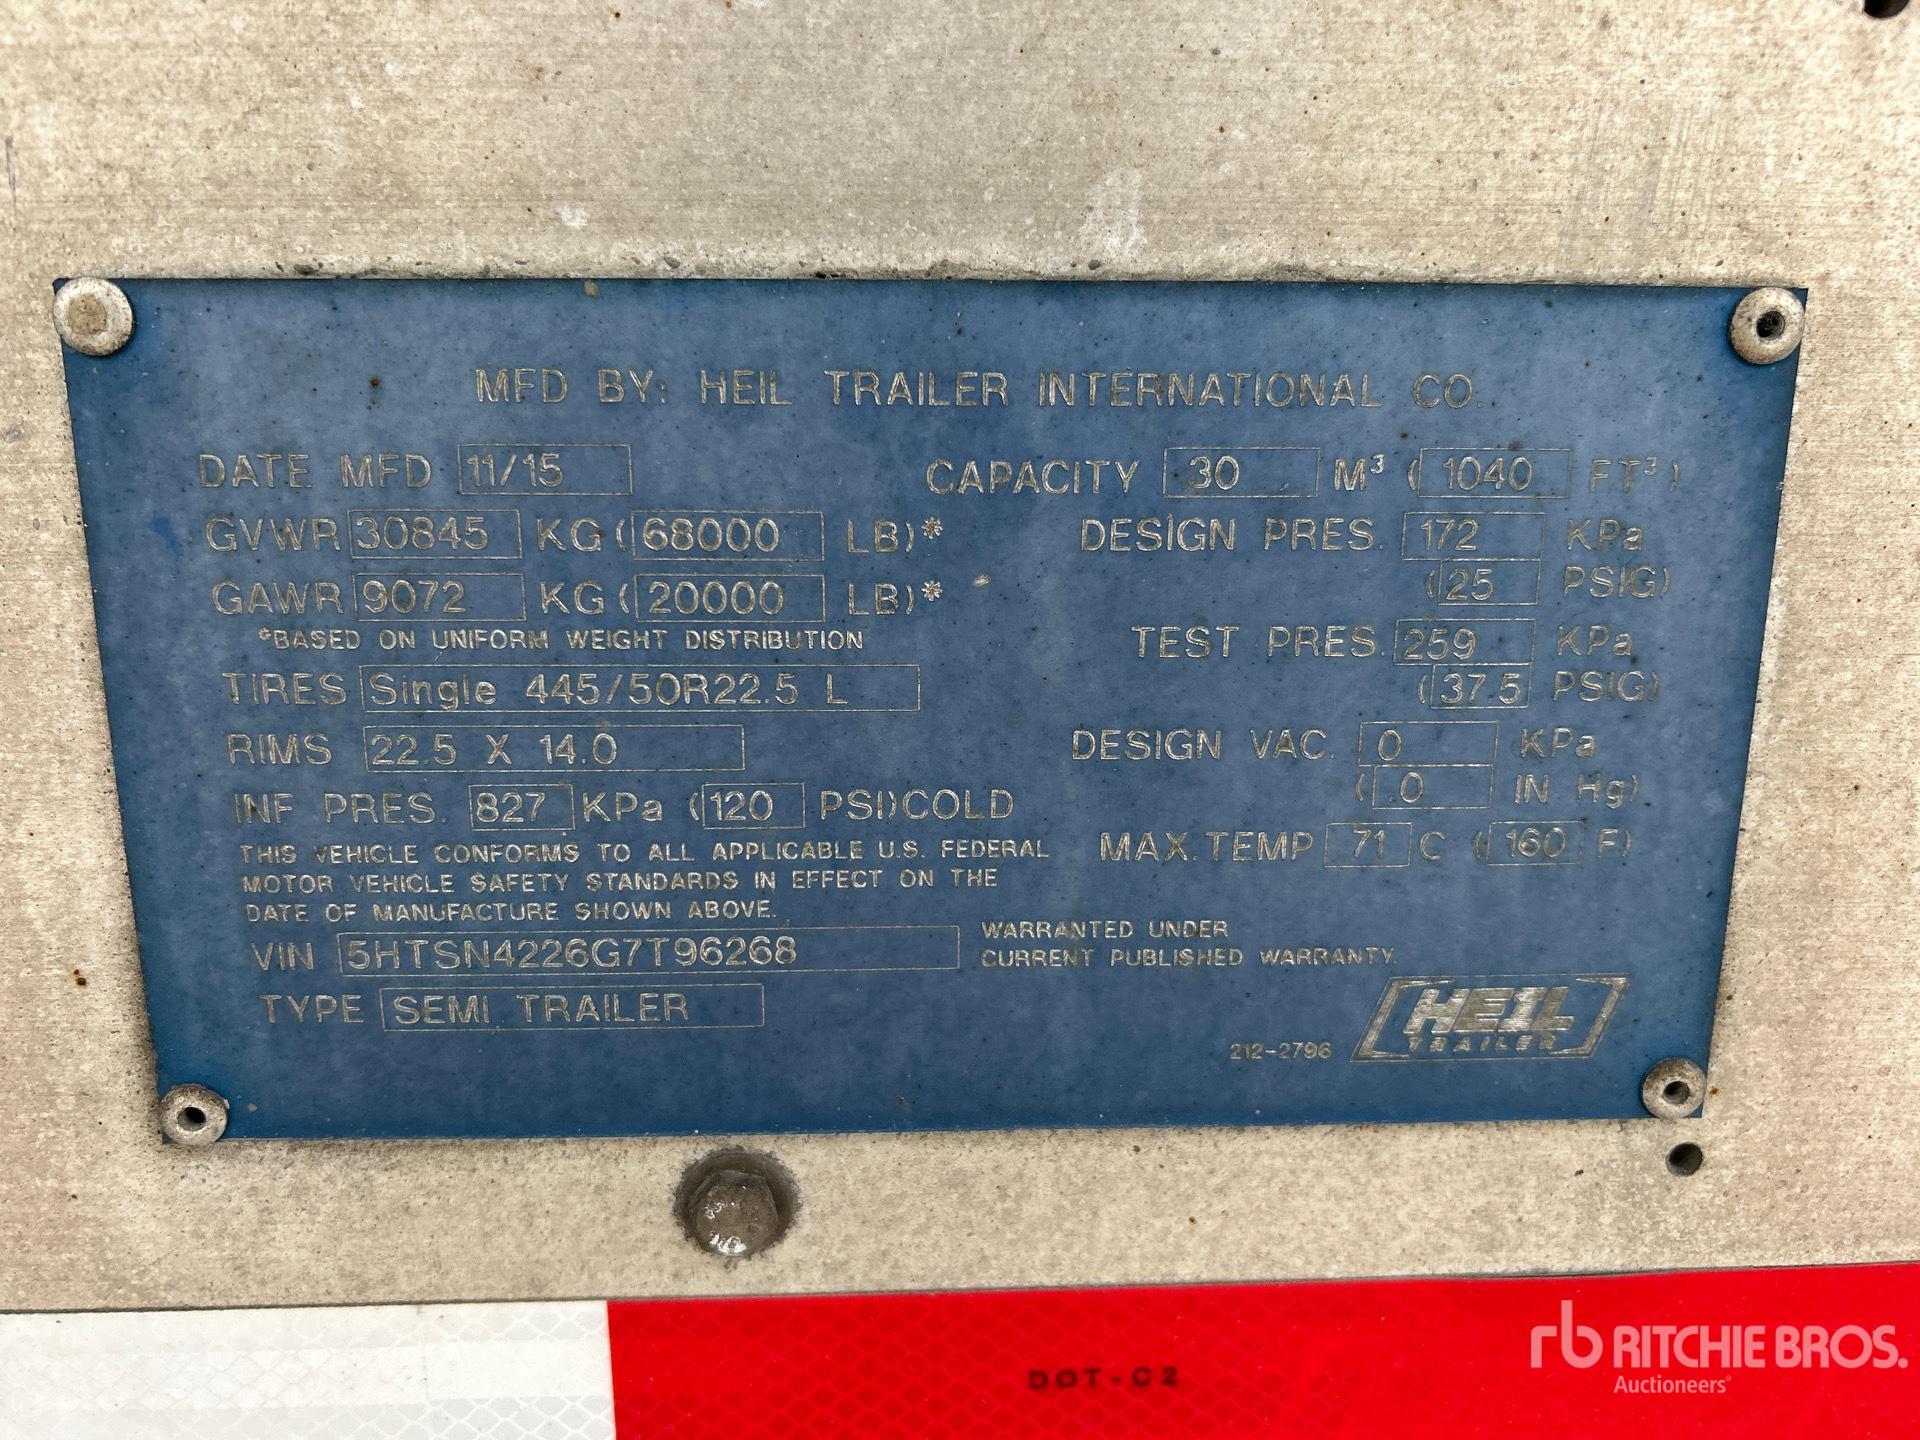 MFD BY: HEIL TRAILER INTERNATIONAL CO.
DATE MFD 11/15
GVWR 30845 KG (68000 LB)*
GAWR 9072 KG (20000 LB)*
*BASED ON UNIFORM WEIGHT DISTRIBUTION
TIRES Single 445/50R22.5 L
RIMS 22.5 X 14.0
INF PRES. 827 KPa (120 PSI)COLD
THIS VEHICLE CONFORMS TO ALL APPLICABLE U.S. FEDERAL
MOTOR VEHICLE SAFETY STANDARDS IN EFFECT ON THE
DATE OF MANUFACTURE SHOWN ABOVE.
VIN 5HTSN4226G7T96268
TYPE SEMI TRAILER
CAPACITY 30 M³ (1040 FT³)
DESIGN PRES. 172 KPa
(25 PSIG)
TEST PRES. 259 KPa
(37.5 PSIG)
DESIGN VAC. 0 KPa
(0 IN Hg)
MAX. TEMP 71 C (160 F)
WARRANTED UNDER
CURRENT PUBLISHED WARRANTY.
212-2796
HEIL
TRAILER
DOT-C2
rb RITCHIE BROS.
Auctioneers